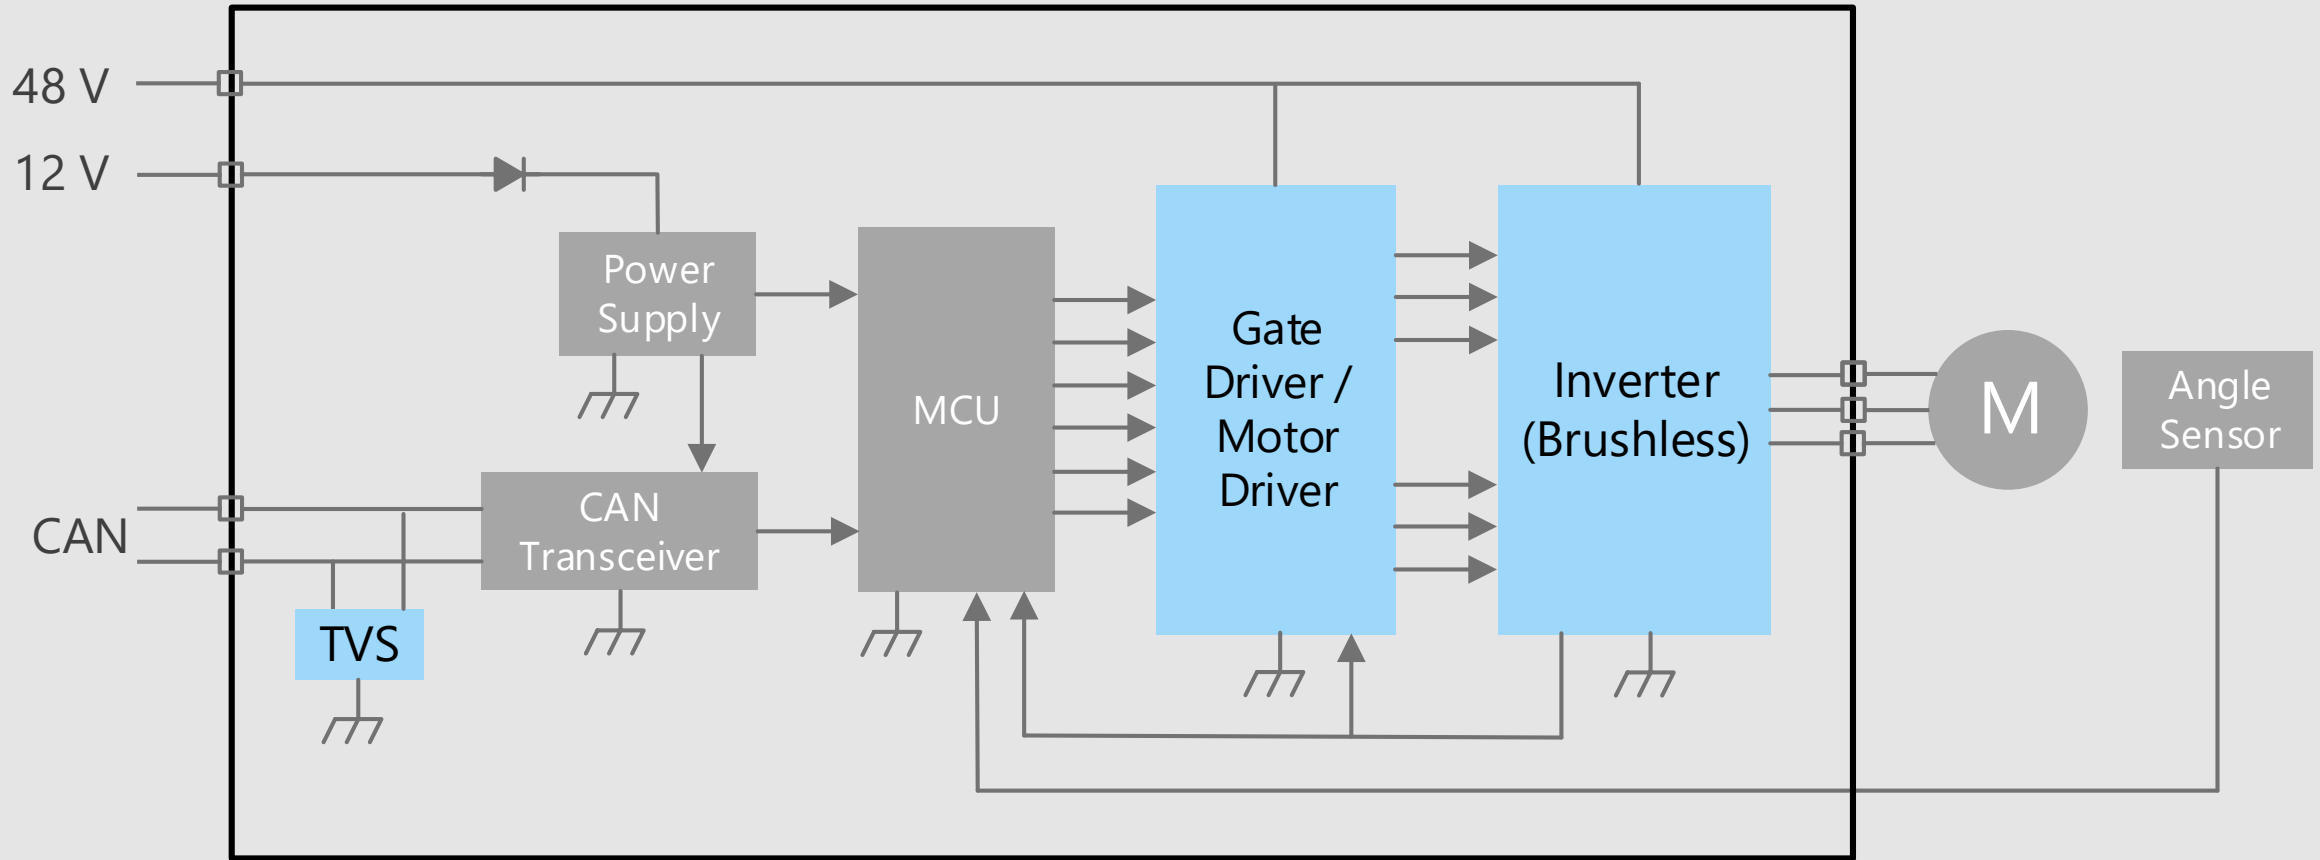 48 V
12 V
Power
Supply
MCU
Gate
Driver /
Motor
Driver
Inverter
(Brushless)
M
Angle
Sensor
CAN
CAN
Transceiver
TVS